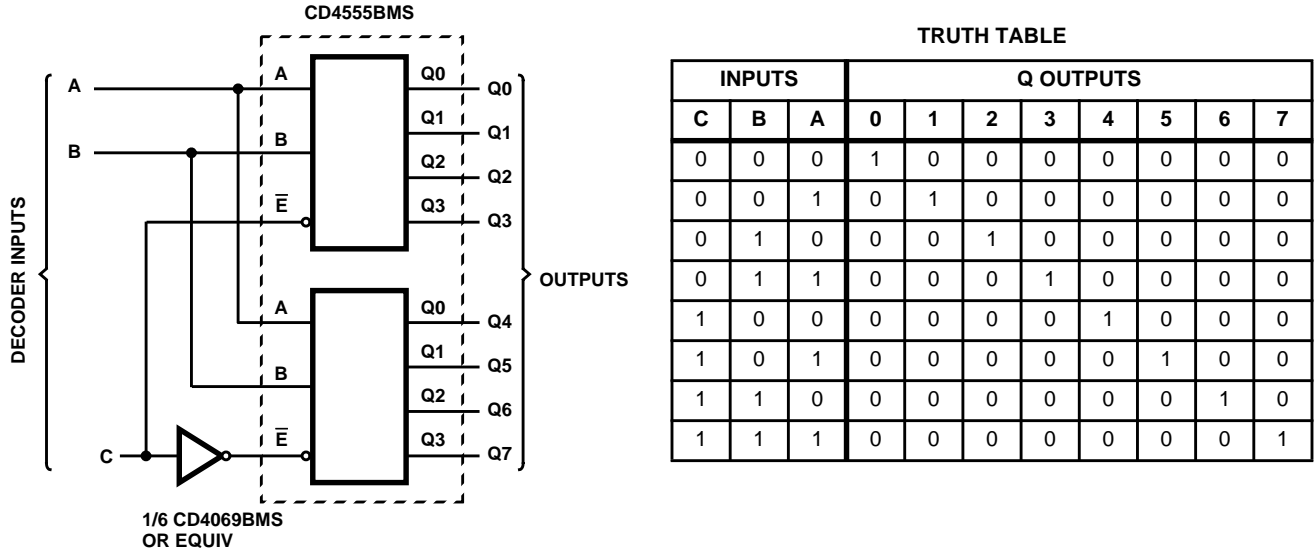 CD4555BMS
DECODER INPUTS
A
B
C
A
B
E̅
Q0
Q1
Q2
Q3
Q0
Q1
Q2
Q3
A
B
E̅
Q0
Q1
Q2
Q3
Q4
Q5
Q6
Q7
OUTPUTS
1/6 CD4069BMS
OR EQUIV
TRUTH TABLE
INPUTS Q OUTPUTS
C B A 0 1 2 3 4 5 6 7
0 0 0 1 0 0 0 0 0 0 0
0 0 1 0 1 0 0 0 0 0 0
0 1 0 0 0 1 0 0 0 0 0
0 1 1 0 0 0 1 0 0 0 0
1 0 0 0 0 0 0 1 0 0 0
1 0 1 0 0 0 0 0 1 0 0
1 1 0 0 0 0 0 0 0 1 0
1 1 1 0 0 0 0 0 0 0 1